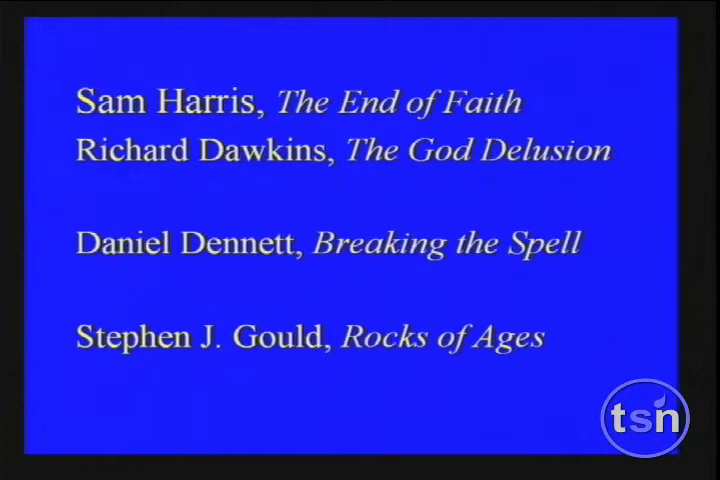 Sam Harris, The End of Faith
Richard Dawkins, The God Delusion
Daniel Dennett, Breaking the Spell
Stephen J. Gould, Rocks of Ages
tsn